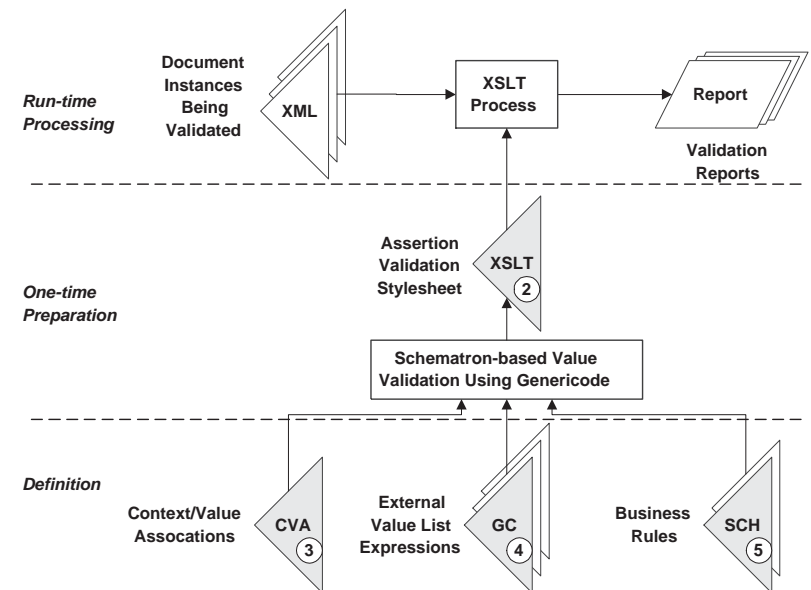 Run-time
Processing
Document
Instances
Being
Validated
XML
XSLT
Process
Report
Validation
Reports
One-time
Preparation
Assertion
Validation
Stylesheet
XSLT
2
Schematron-based Value
Validation Using Genericode
Definition
Context/Value
Assocations
CVA
3
External
Value List
Expressions
GC
4
Business
Rules
SCH
5